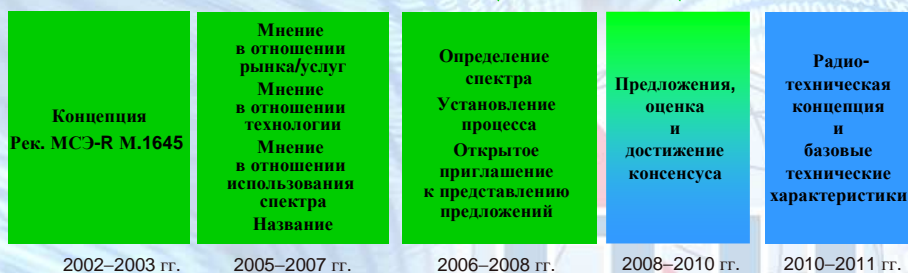 Концепция
Рек. МСЭ-R M.1645
Мнение
в отношении
рынка/услуг
Мнение
в отношении
технологии
Мнение
в отношении
использования
спектра
Название
Определение
спектра
Установление
процесса
Открытое
приглашение
к представлению
предложений
Предложения,
оценка
и
достижение
консенсуса
Радио-
техническая
концепция
и
базовые
технические
характеристики
2002–2003 гг.
2005–2007 гг.
2006–2008 гг.
2008–2010 гг.
2010–2011 гг.